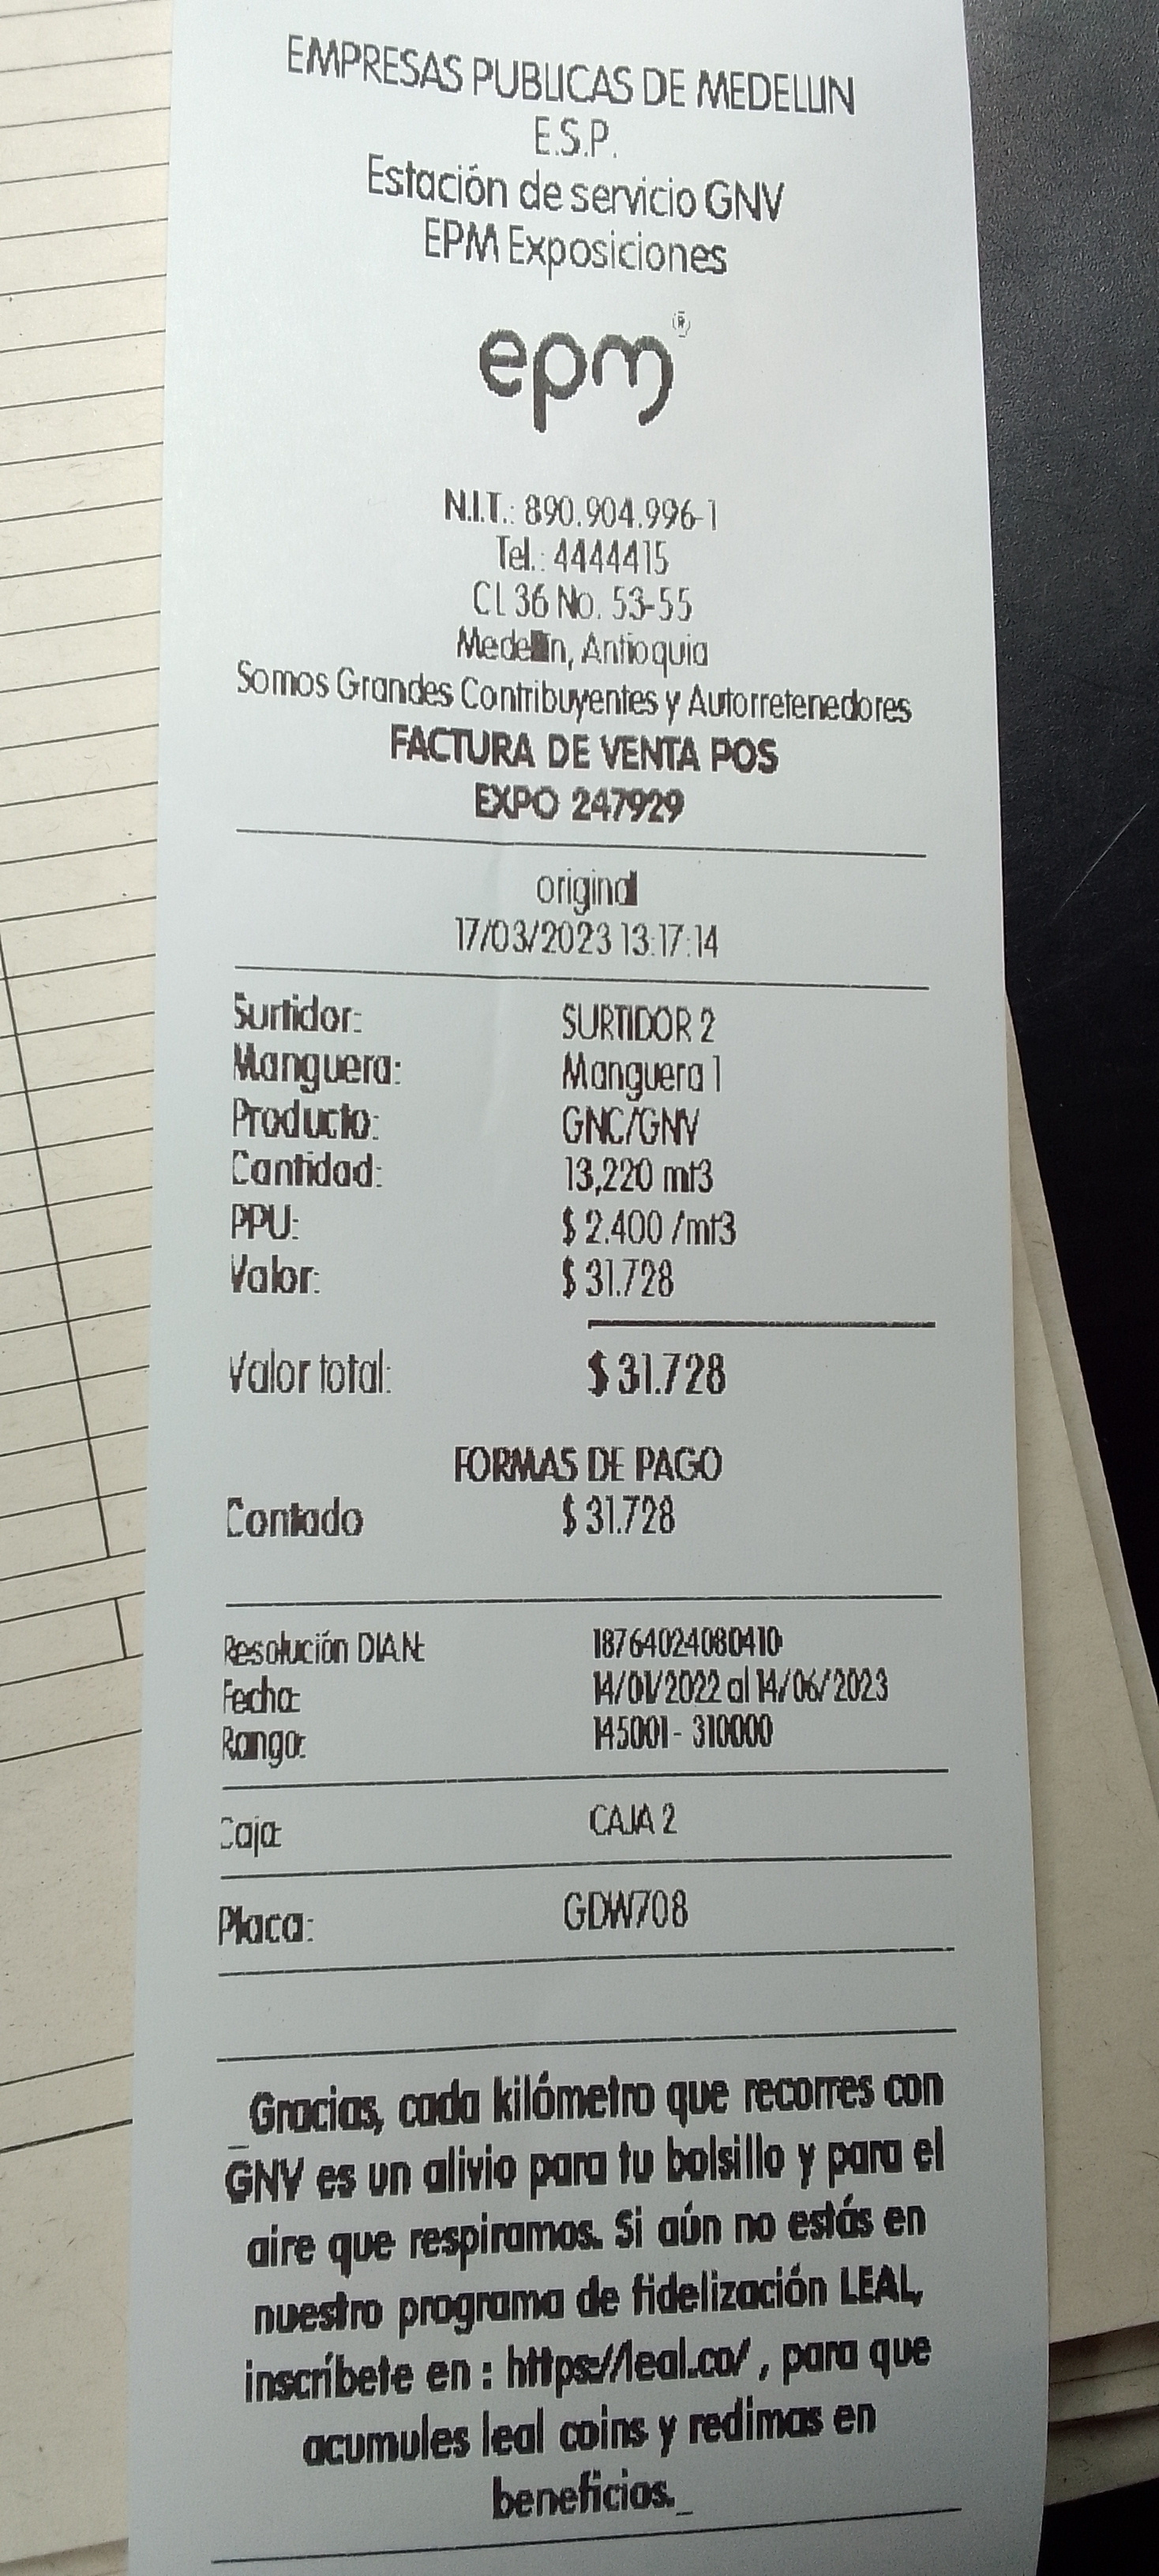 EMPRESAS PUBLICAS DE MEDELLIN
E.S.P.
Estación de servicio GNV
EPM Exposiciones
epm®
N.I.T.: 890.904.996-1
Tel.: 4444415
CL 36 No. 53-55
Medellín, Antioquia
Somos Grandes Contribuyentes y Autorretenedores
FACTURA DE VENTA POS
EXPO 247929
original
17/03/2023 13:17:14
Surtidor: SURTIDOR 2
Manguera: Manguera 1
Producto: GNC/GNV
Cantidad: 13,220 mt3
PPU: $ 2.400 /mt3
Valor: $ 31.728
Valor total: $ 31.728
FORMAS DE PAGO
Contado $ 31.728
Resolución DIAN: 18764024080410
Fecha: 14/01/2022 al 14/06/2023
Rango: 145001 - 310000
Caja: CAJA 2
Placa: GDW708
_Gracias, cada kilómetro que recorres con
GNV es un alivio para tu bolsillo y para el
aire que respiramos. Si aún no estás en
nuestro programa de fidelización LEAL,
inscríbete en : https://leal.co/ , para que
acumules leal coins y redimas en
beneficios._